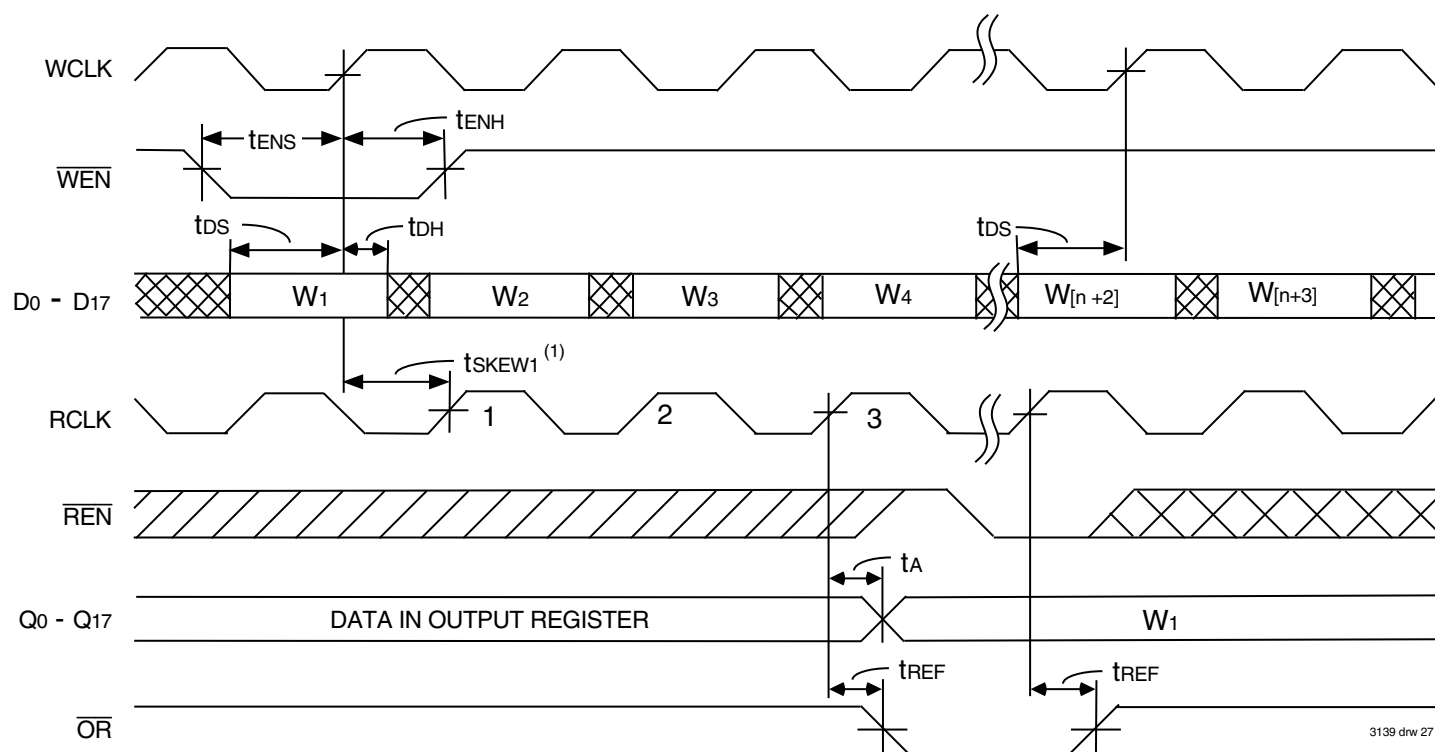 WCLK
tENS
tENH
WEN
tDS
tDH
tDS
D0 - D17
W1
W2
W3
W4
W[n +2]
W[n+3]
tSKEW1 (1)
RCLK
1
2
3
REN
tA
Q0 - Q17
DATA IN OUTPUT REGISTER
W1
tREF
tREF
OR
3139 drw 27